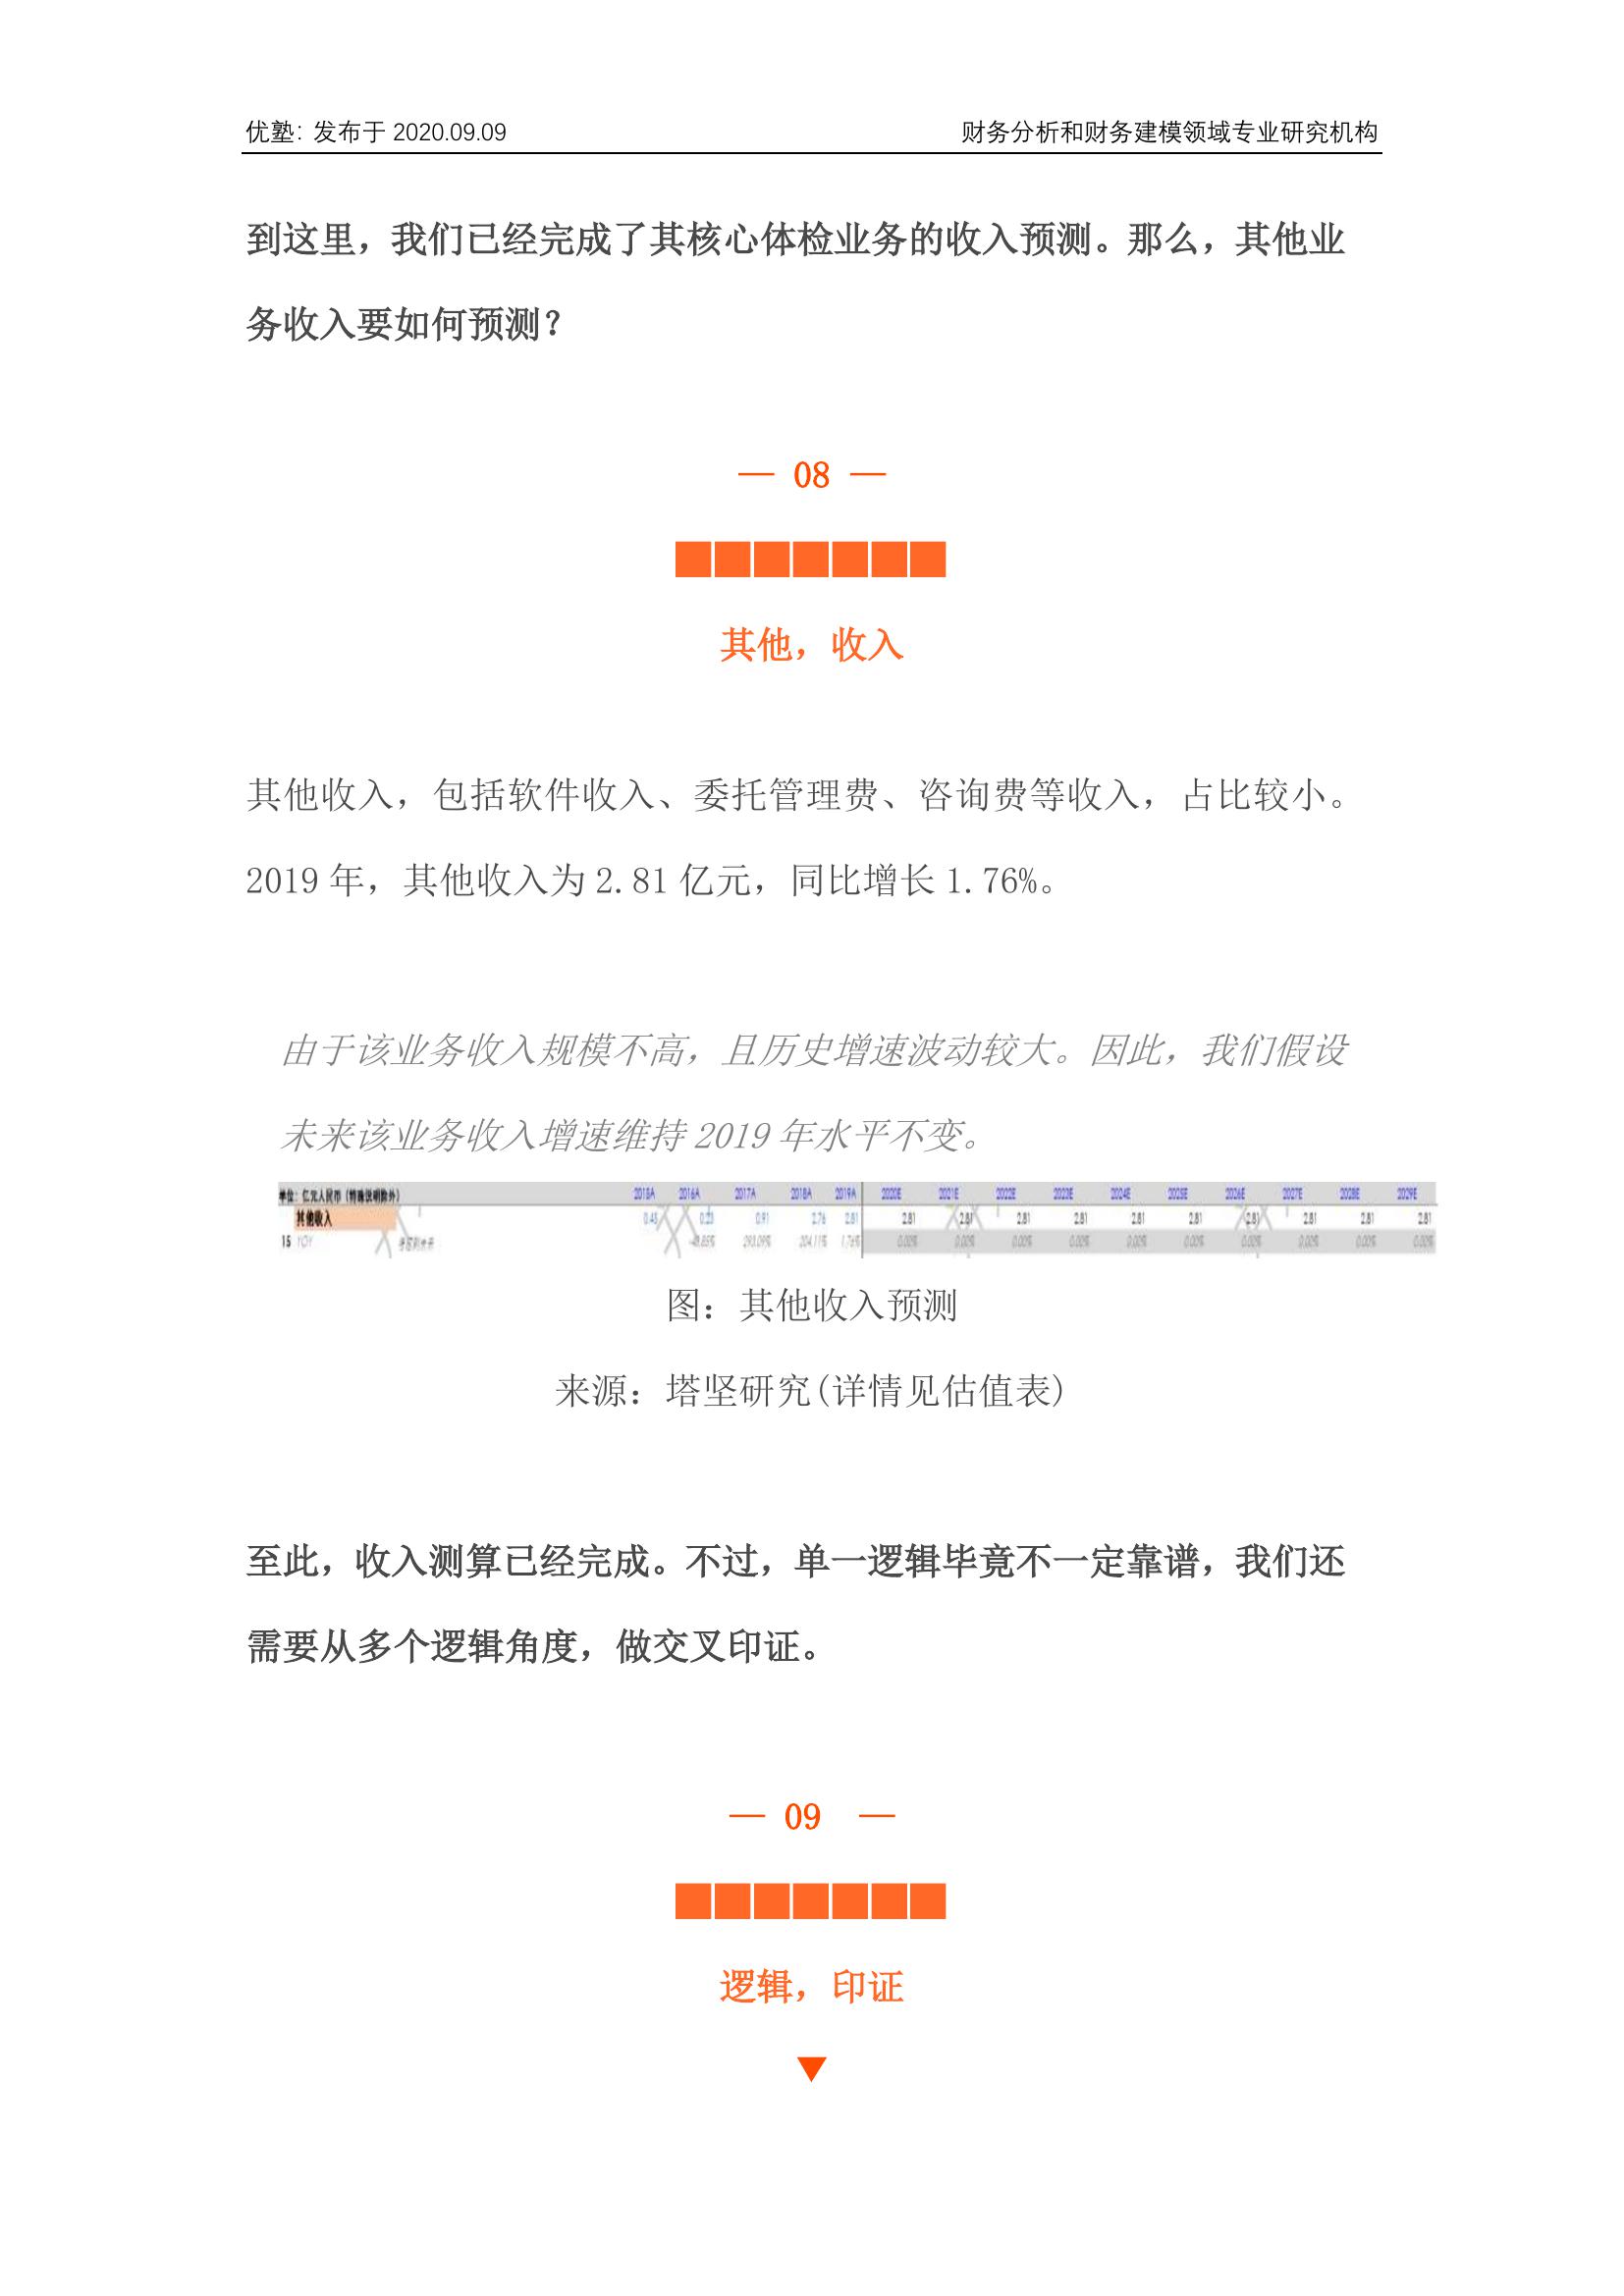 优塾：发布于 2020.09.09 财务分析和财务建模领域专业研究机构
到这里，我们已经完成了其核心体检业务的收入预测。那么，其他业
务收入要如何预测？
— 08 —
其他，收入
其他收入，包括软件收入、委托管理费、咨询费等收入，占比较小。
2019 年，其他收入为 2.81 亿元，同比增长 1.76%。
由于该业务收入规模不高，且历史增速波动较大。因此，我们假设
未来该业务收入增速维持 2019 年水平不变。
单位：亿元人民币（特殊说明除外） 2015A 2016A 2017A 2018A 2019A 2020E 2021E 2022E 2023E 2024E 2025E 2026E 2027E 2028E 2029E
其他收入 0.45 0.23 0.91 2.76 2.81 2.81 2.81 2.81 2.81 2.81 2.81 2.81 2.81 2.81 2.81
15 YOY 293.09% 204.11% 1.76% 0.00% 0.00% 0.00% 0.00% 0.00% 0.00% 0.00% 0.00% 0.00% 0.00%
图：其他收入预测
来源：塔坚研究(详情见估值表)
至此，收入测算已经完成。不过，单一逻辑毕竟不一定靠谱，我们还
需要从多个逻辑角度，做交叉印证。
— 09 —
逻辑，印证